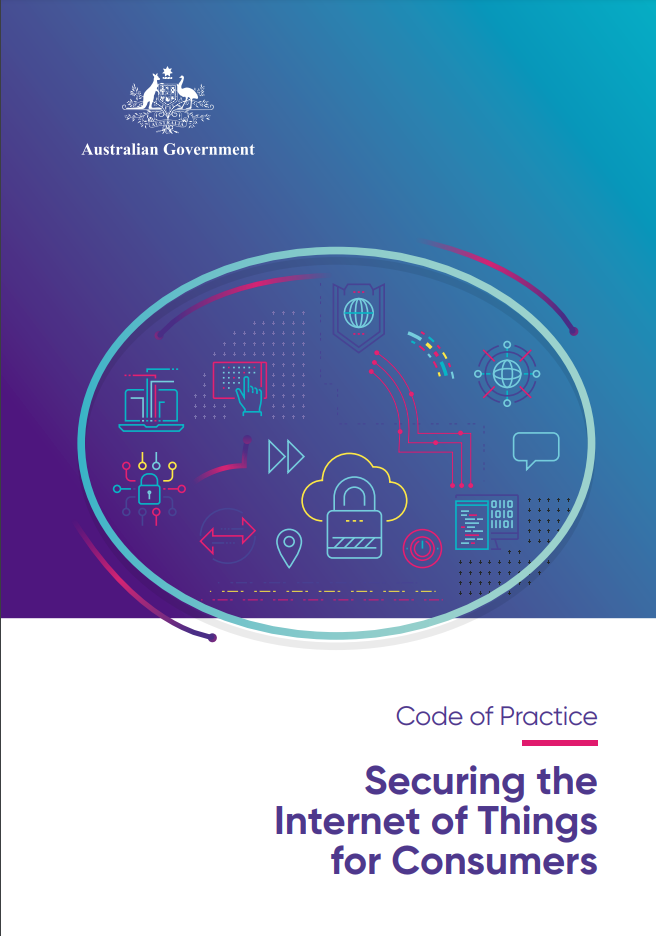 Australian Government
Code of Practice
Securing the
Internet of Things
for Consumers